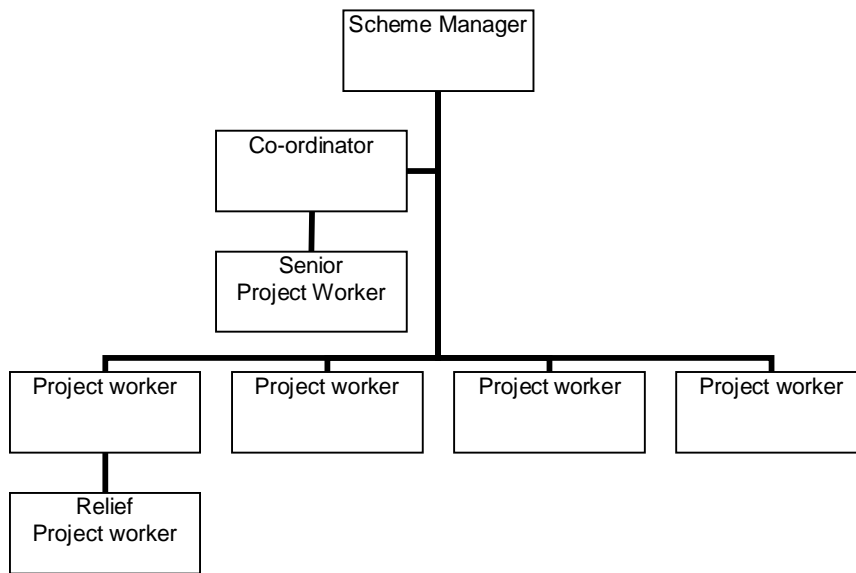 Scheme Manager
Co-ordinator
Senior
Project Worker
Project worker
Project worker
Project worker
Project worker
Relief
Project worker